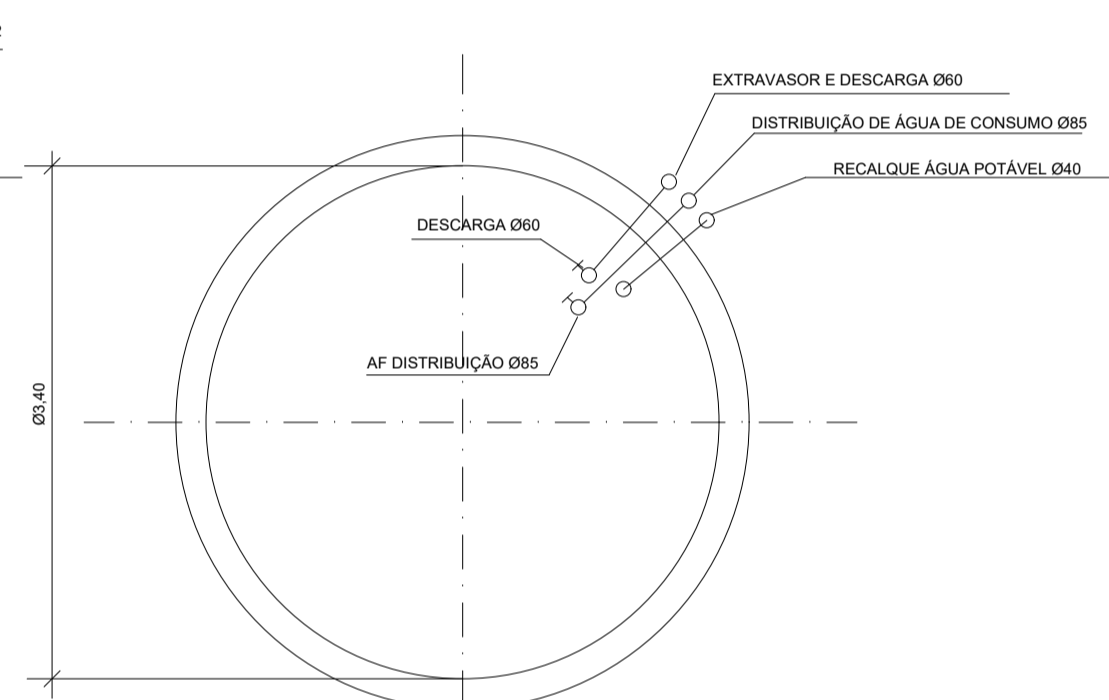 EXTRAVASOR E DESCARGA Ø60
DISTRIBUIÇÃO DE ÁGUA DE CONSUMO Ø85
RECALQUE ÁGUA POTÁVEL Ø40
DESCARGA Ø60
AF DISTRIBUIÇÃO Ø85
Ø3,40